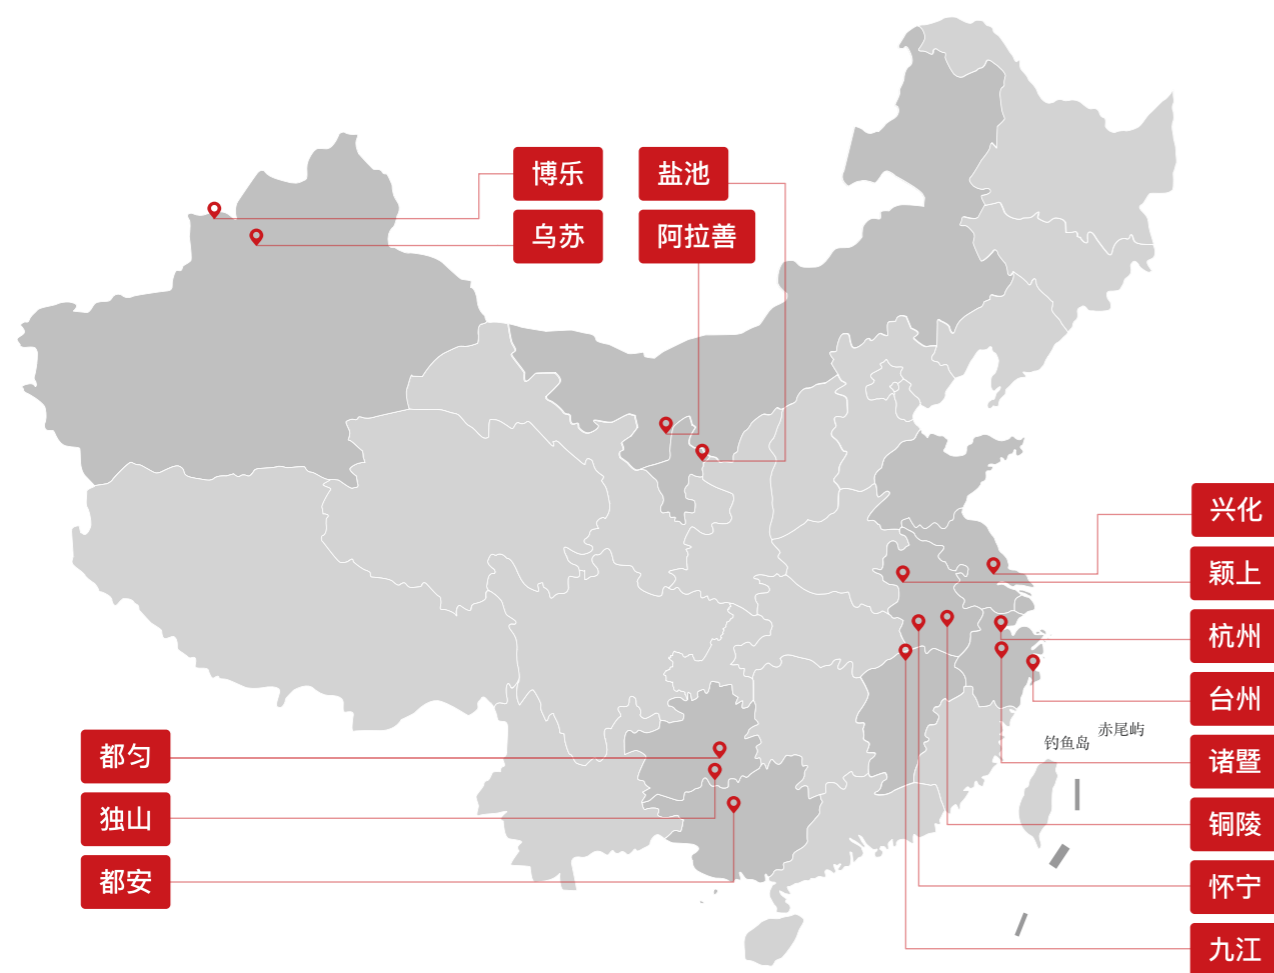 博乐
盐池
乌苏
阿拉善
兴化
颖上
杭州
台州
赤尾屿
钓鱼岛
都匀
诸暨
独山
铜陵
都安
怀宁
九江